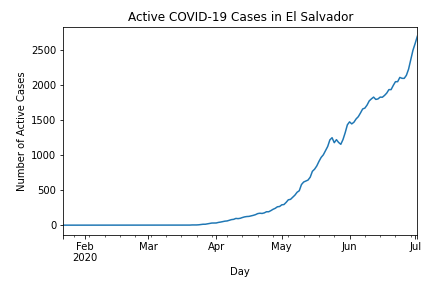 Active COVID-19 Cases in El Salvador
Number of Active Cases
2500
2000
1500
1000
500
0
Feb
2020
Mar
Apr
May
Jun
Jul
Day